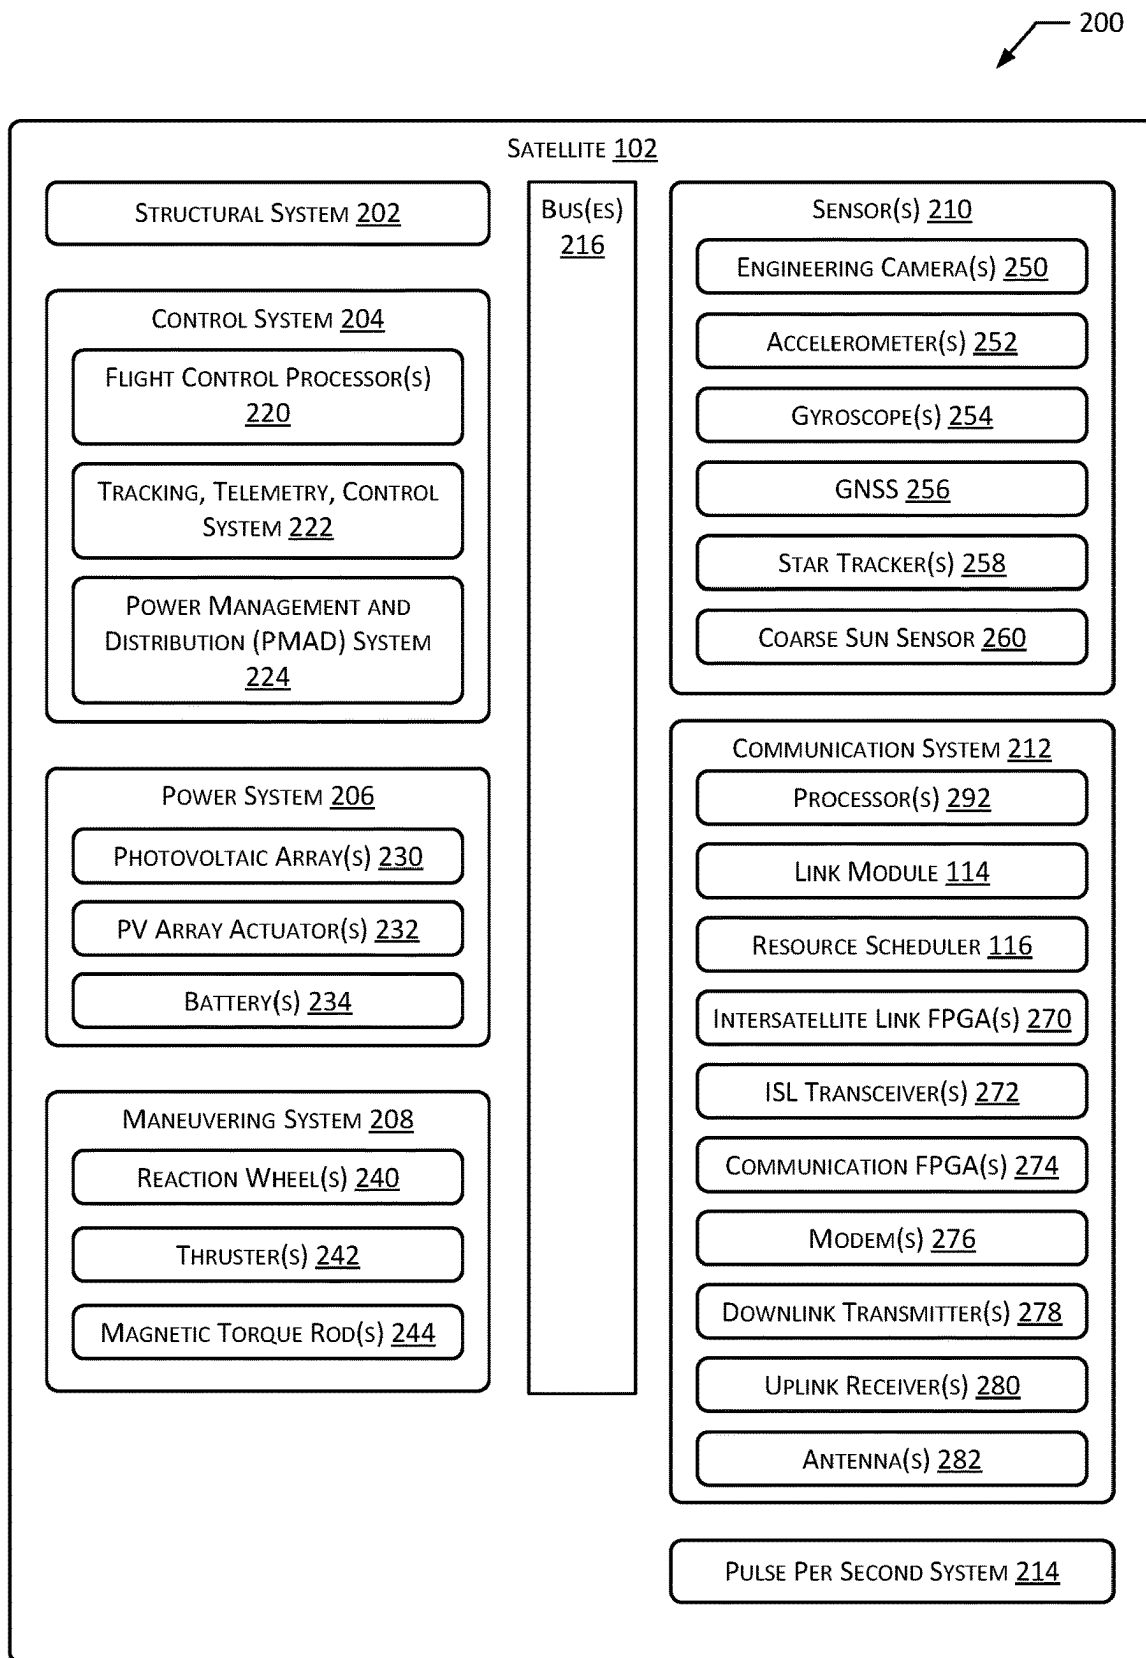 200
SATELLITE 102
STRUCTURAL SYSTEM 202
CONTROL SYSTEM 204
FLIGHT CONTROL PROCESSOR(S)
220
TRACKING, TELEMETRY, CONTROL
SYSTEM 222
POWER MANAGEMENT AND
DISTRIBUTION (PMAD) SYSTEM
224
POWER SYSTEM 206
PHOTOVOLTAIC ARRAY(S) 230
PV ARRAY ACTUATOR(S) 232
BATTERY(S) 234
MANEUVERING SYSTEM 208
REACTION WHEEL(S) 240
THRUSTER(S) 242
MAGNETIC TORQUE ROD(S) 244
BUS(ES)
216
SENSOR(S) 210
ENGINEERING CAMERA(S) 250
ACCELEROMETER(S) 252
GYROSCOPE(S) 254
GNSS 256
STAR TRACKER(S) 258
COARSE SUN SENSOR 260
COMMUNICATION SYSTEM 212
PROCESSOR(S) 292
LINK MODULE 114
RESOURCE SCHEDULER 116
INTERSATELLITE LINK FPGA(S) 270
ISL TRANSCEIVER(S) 272
COMMUNICATION FPGA(S) 274
MODEM(S) 276
DOWNLINK TRANSMITTER(S) 278
UPLINK RECEIVER(S) 280
ANTENNA(S) 282
PULSE PER SECOND SYSTEM 214